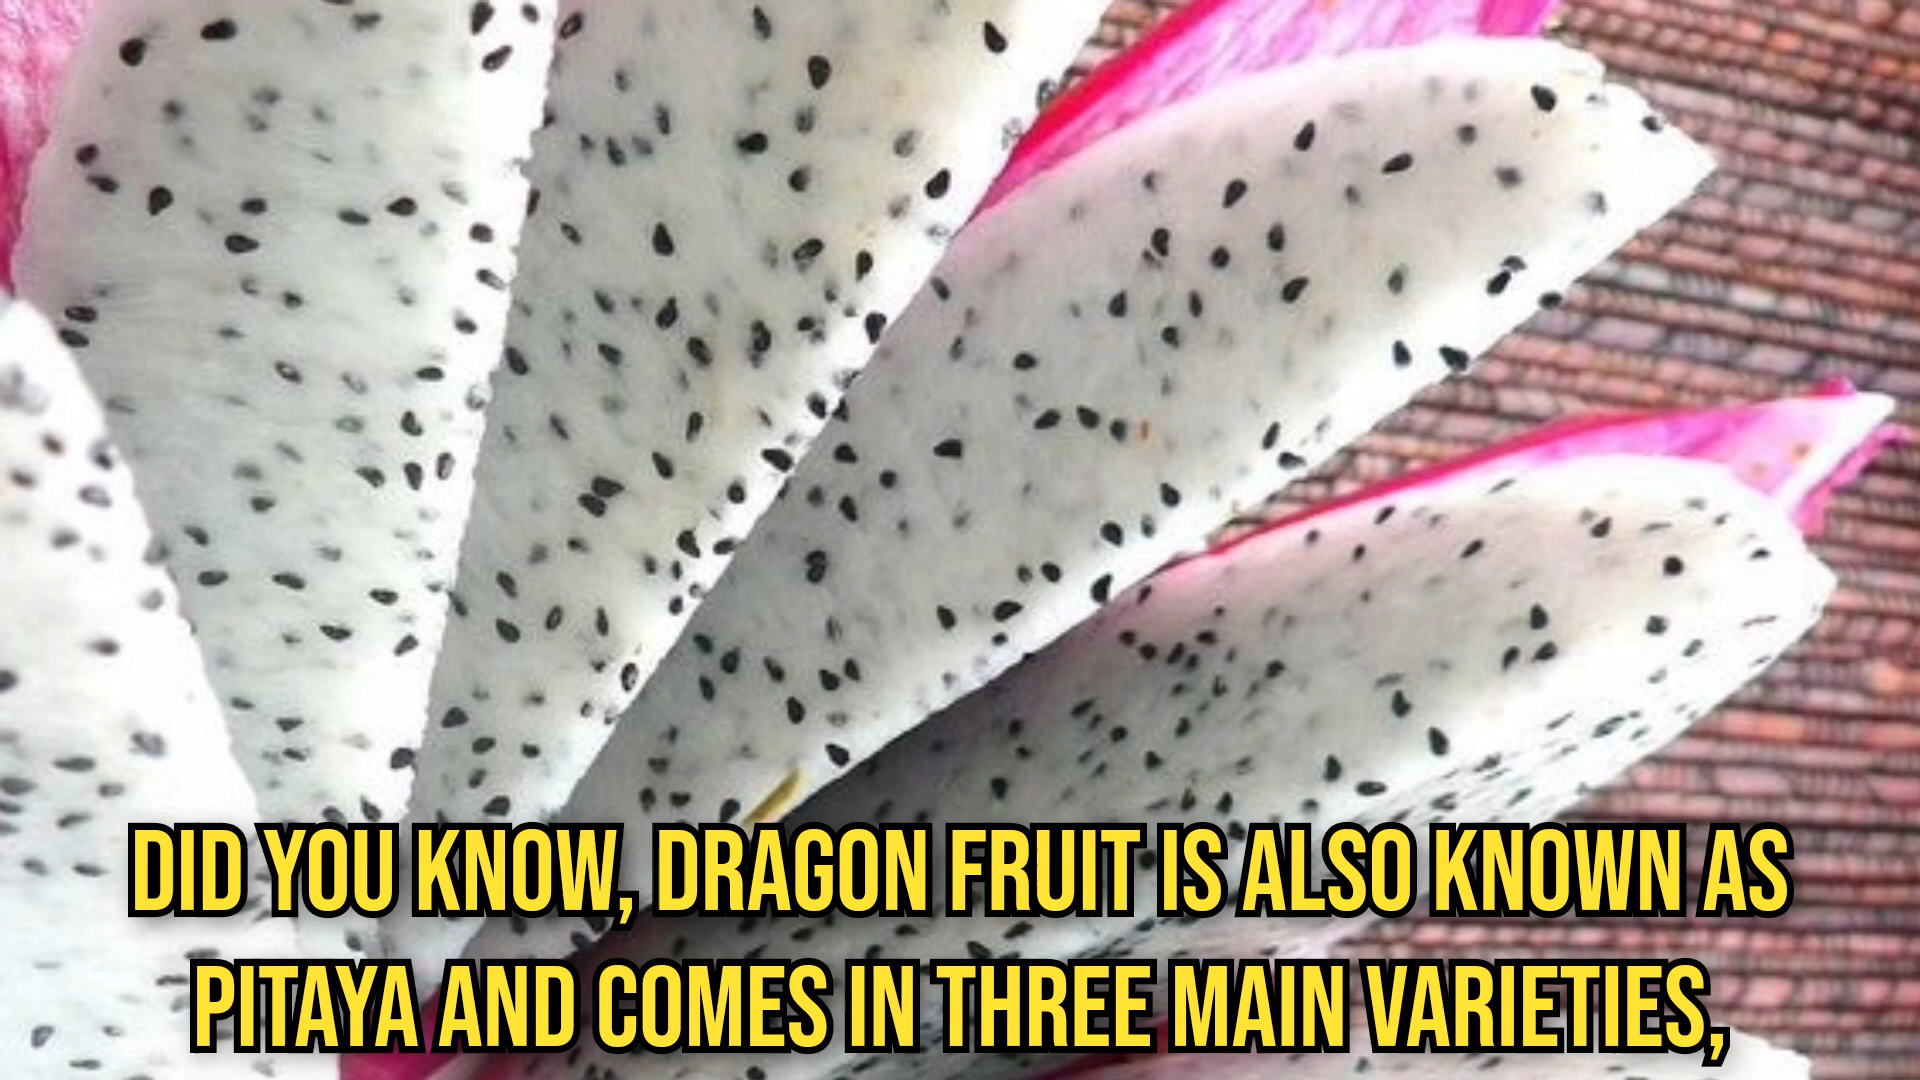 DID YOU KNOW, DRAGON FRUIT IS ALSO KNOWN AS
PITAYA AND COMES IN THREE MAIN VARIETIES,